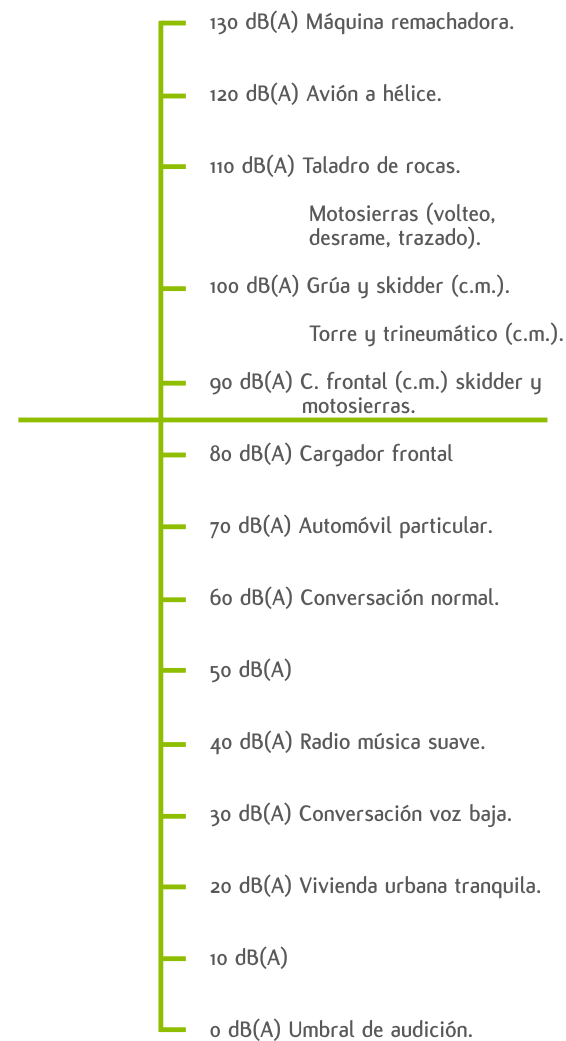 130 dB(A) Máquina remachadora.
120 dB(A) Avión a hélice.
110 dB(A) Taladro de rocas.
Motosierras (volteo,
desrame, trazado).
100 dB(A) Grúa y skidder (c.m.).
Torre y trineumático (c.m.).
90 dB(A) C. frontal (c.m.) skidder y
motosierras.
80 dB(A) Cargador frontal
70 dB(A) Automóvil particular.
60 dB(A) Conversación normal.
50 dB(A)
40 dB(A) Radio música suave.
30 dB(A) Conversación voz baja.
20 dB(A) Vivienda urbana tranquila.
10 dB(A)
0 dB(A) Umbral de audición.